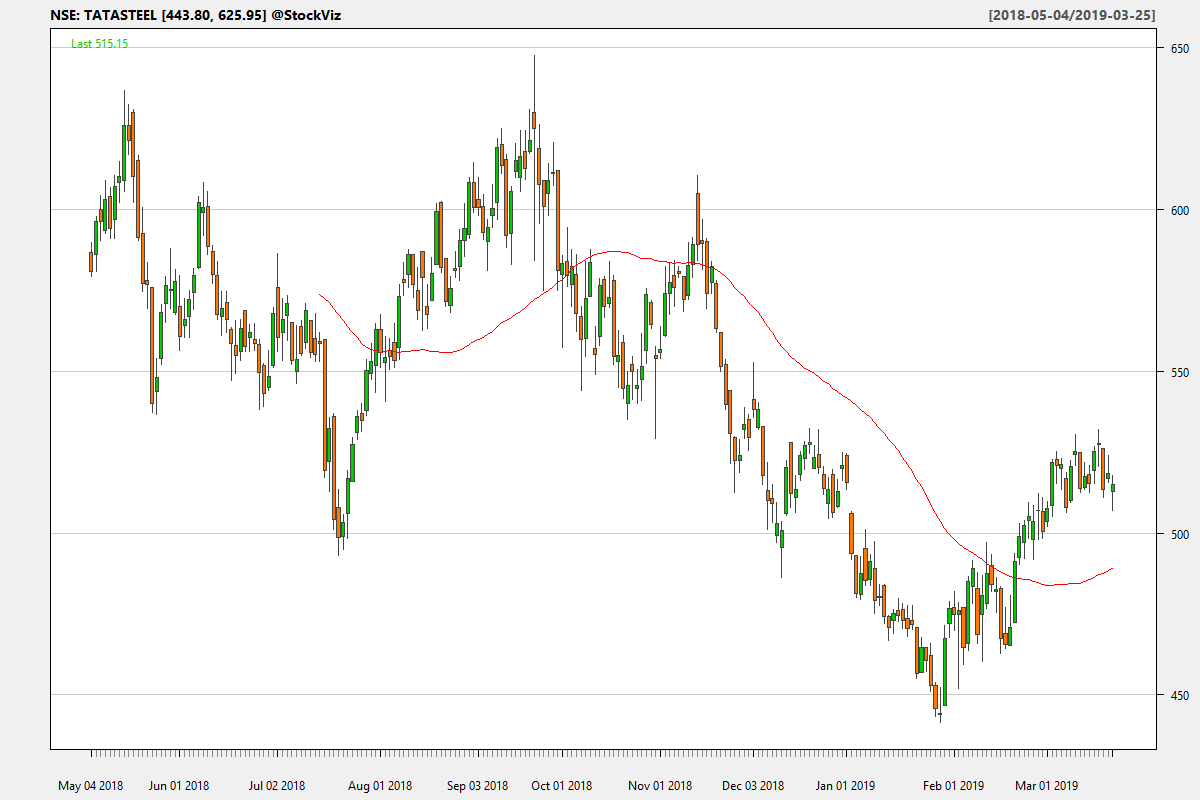 NSE: TATASTEEL [443.80, 625.95] @StockViz [2018-05-04/2019-03-25]
Last 515.15
650
600
550
500
450
May 04 2018 Jun 01 2018 Jul 02 2018 Aug 01 2018 Sep 03 2018 Oct 01 2018 Nov 01 2018 Dec 03 2018 Jan 01 2019 Feb 01 2019 Mar 01 2019